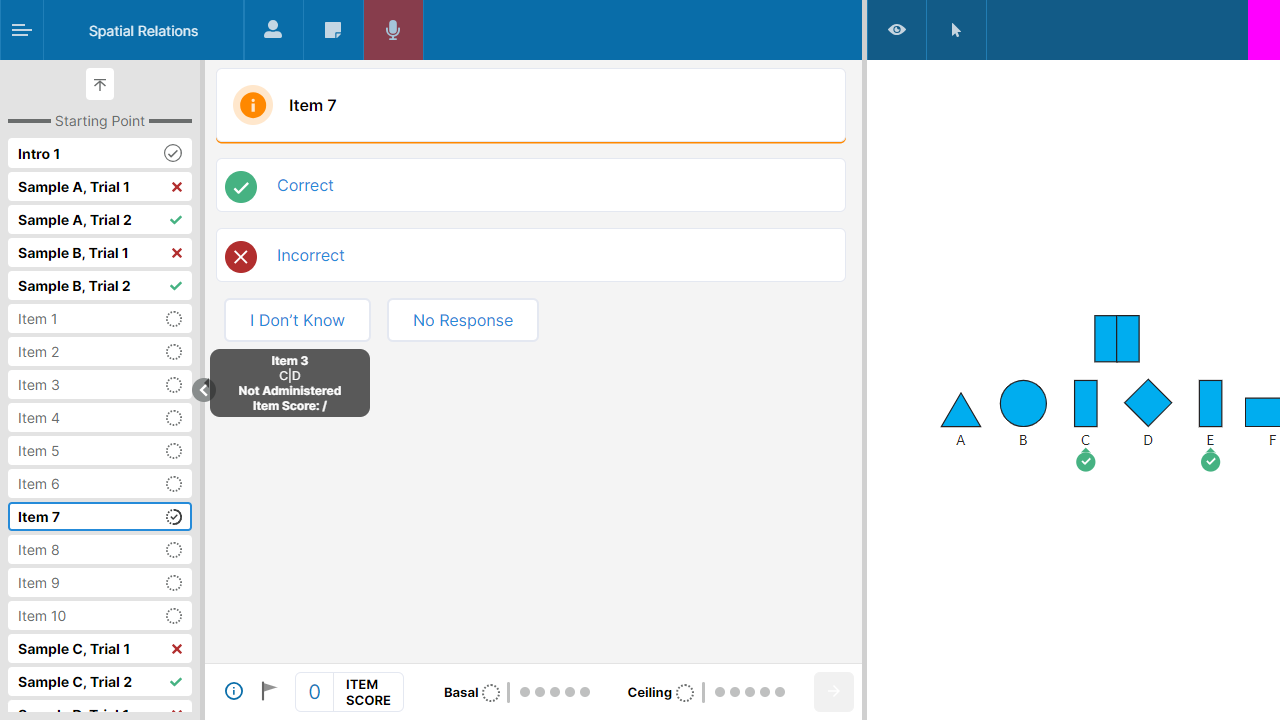 Spatial Relations
Starting Point
Intro 1
Sample A, Trial 1
Sample A, Trial 2
Sample B, Trial 1
Sample B, Trial 2
Item 1
Item 2
Item 3
Item 4
Item 5
Item 6
Item 7
Item 8
Item 9
Item 10
Sample C, Trial 1
Sample C, Trial 2
Item 7
Correct
Incorrect
I Don’t Know
No Response
Item 3
C|D
Not Administered
Item Score: /
0
ITEM
SCORE
Basal
Ceiling
A B C D E F